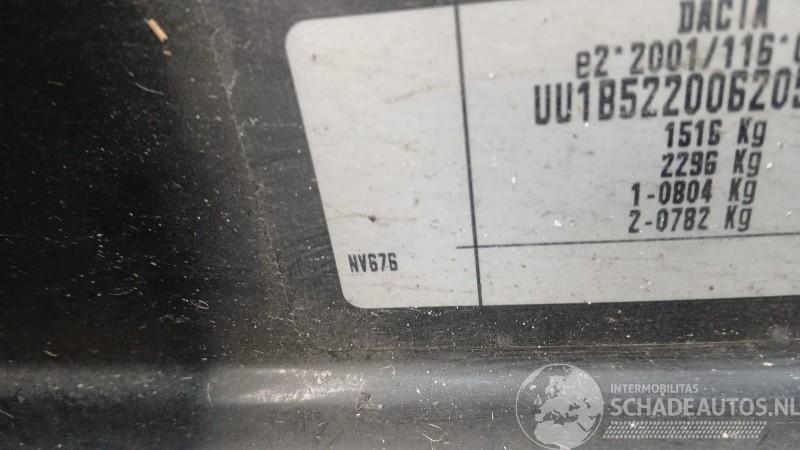 DACIA
e2*2001/116*
UU1B522006205
1516 Kg
2296 Kg
1-0804 Kg
2-0782 Kg
NV676
INTERMOBILITAS
SCHADEAUTOS.NL